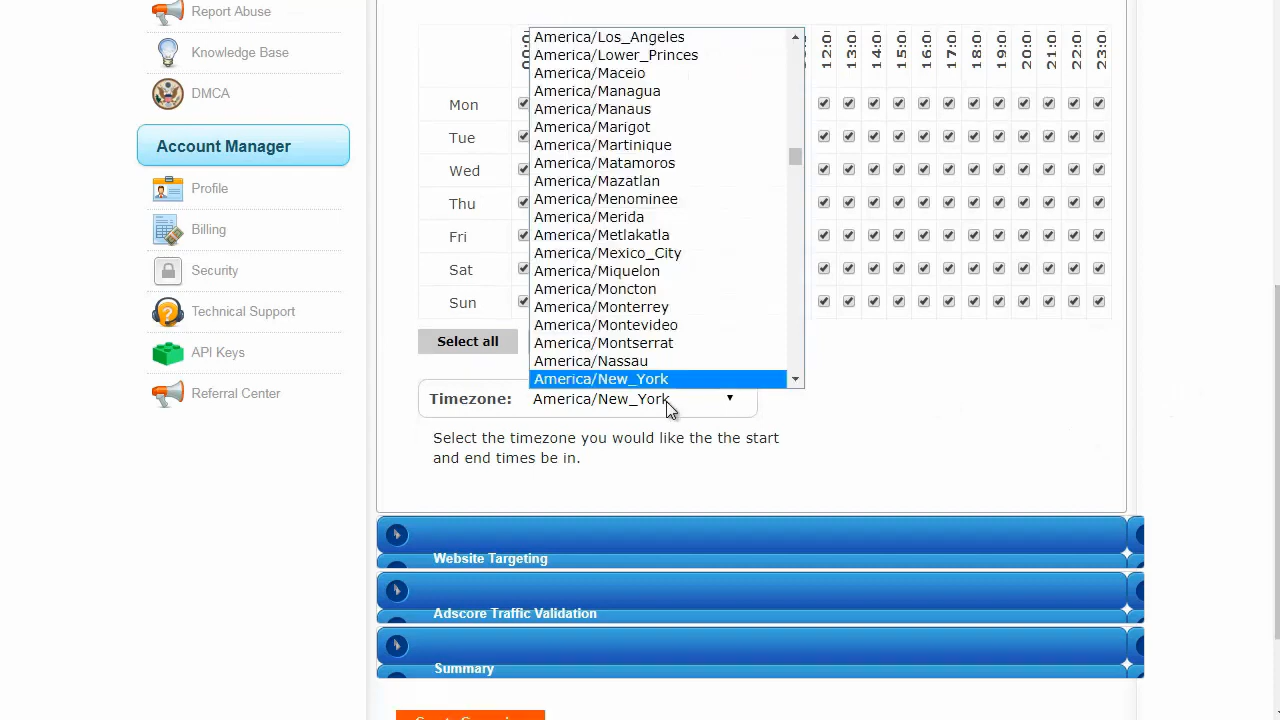 Report Abuse
Knowledge Base
DMCA
Account Manager
Profile
Billing
Security
Technical Support
API Keys
Referral Center
12:0 13:0 14:0 15:0 16:0 17:0 18:0 19:0 20:0 21:0 22:0 23:0
Mon
Tue
Wed
Thu
Fri
Sat
Sun
America/Los_Angeles
America/Lower_Princes
America/Maceio
America/Managua
America/Manaus
America/Marigot
America/Martinique
America/Matamoros
America/Mazatlan
America/Menominee
America/Merida
America/Metlakatla
America/Mexico_City
America/Miquelon
America/Moncton
America/Monterrey
America/Montevideo
America/Montserrat
America/Nassau
America/New_York
Select all
Timezone: America/New_York
Select the timezone you would like the the start
and end times be in.
Website Targeting
Adscore Traffic Validation
Summary